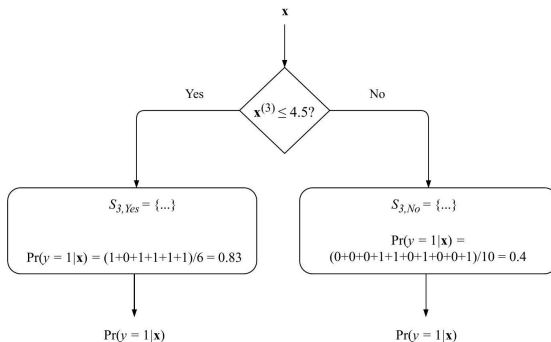 x
Yes
No
x⁽³⁾ ≤ 4.5?
S₃,Yes = {...}
Pr(y = 1|x) = (1+0+1+1+1+1)/6 = 0.83
S₃,No = {...}
Pr(y = 1|x) =
(0+0+0+1+1+0+1+0+0+1)/10 = 0.4
Pr(y = 1|x)
Pr(y = 1|x)